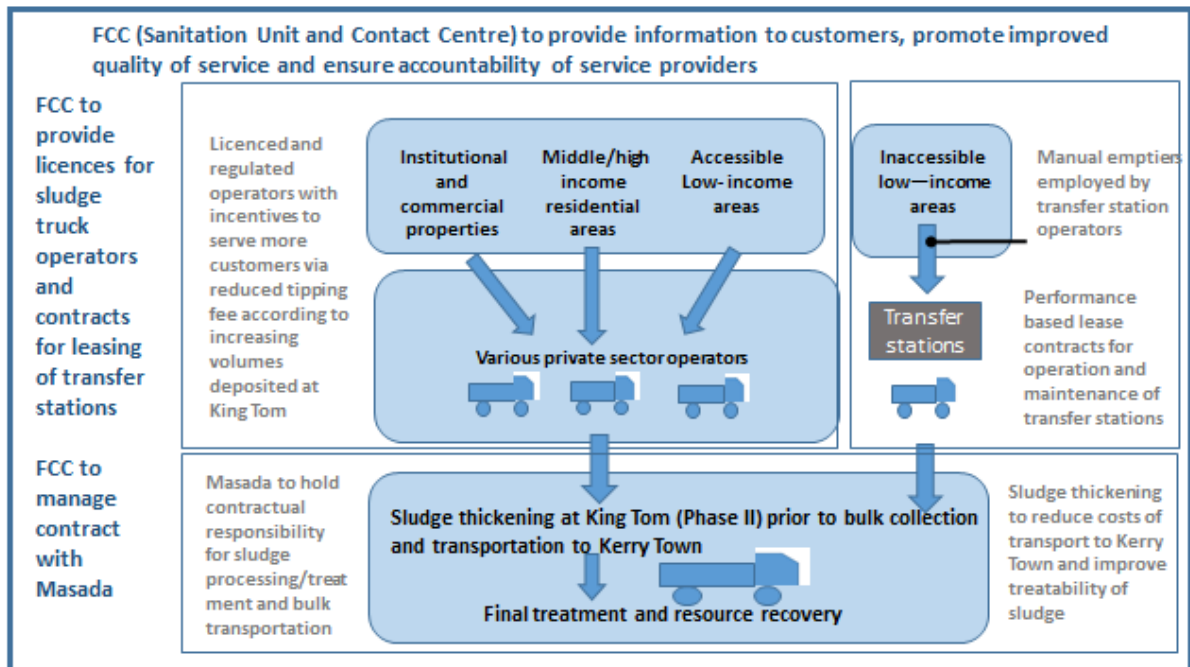 FCC (Sanitation Unit and Contact Centre) to provide information to customers, promote improved
quality of service and ensure accountability of service providers
FCC to
provide
licences for
sludge
truck
operators
and
contracts
for leasing
of transfer
stations
Licenced and
regulated
operators with
incentives to
serve more
customers via
reduced tipping
fee according to
increasing
volumes
deposited at
King Tom
Institutional
and
commercial
properties
Middle/high
income
residential
areas
Accessible
Low- income
areas
Various private sector operators
Inaccessible
low—income
areas
Manual emptiers
employed by
transfer station
operators
Transfer
stations
Performance
based lease
contracts for
operation and
maintenance of
transfer stations
FCC to
manage
contract
with
Masada
Masada to hold
contractual
responsibility
for sludge
processing/treat
ment and bulk
transportation
Sludge thickening at King Tom (Phase II) prior to bulk collection
and transportation to Kerry Town
Final treatment and resource recovery
Sludge thickening
to reduce costs of
transport to Kerry
Town and improve
treatability of
sludge